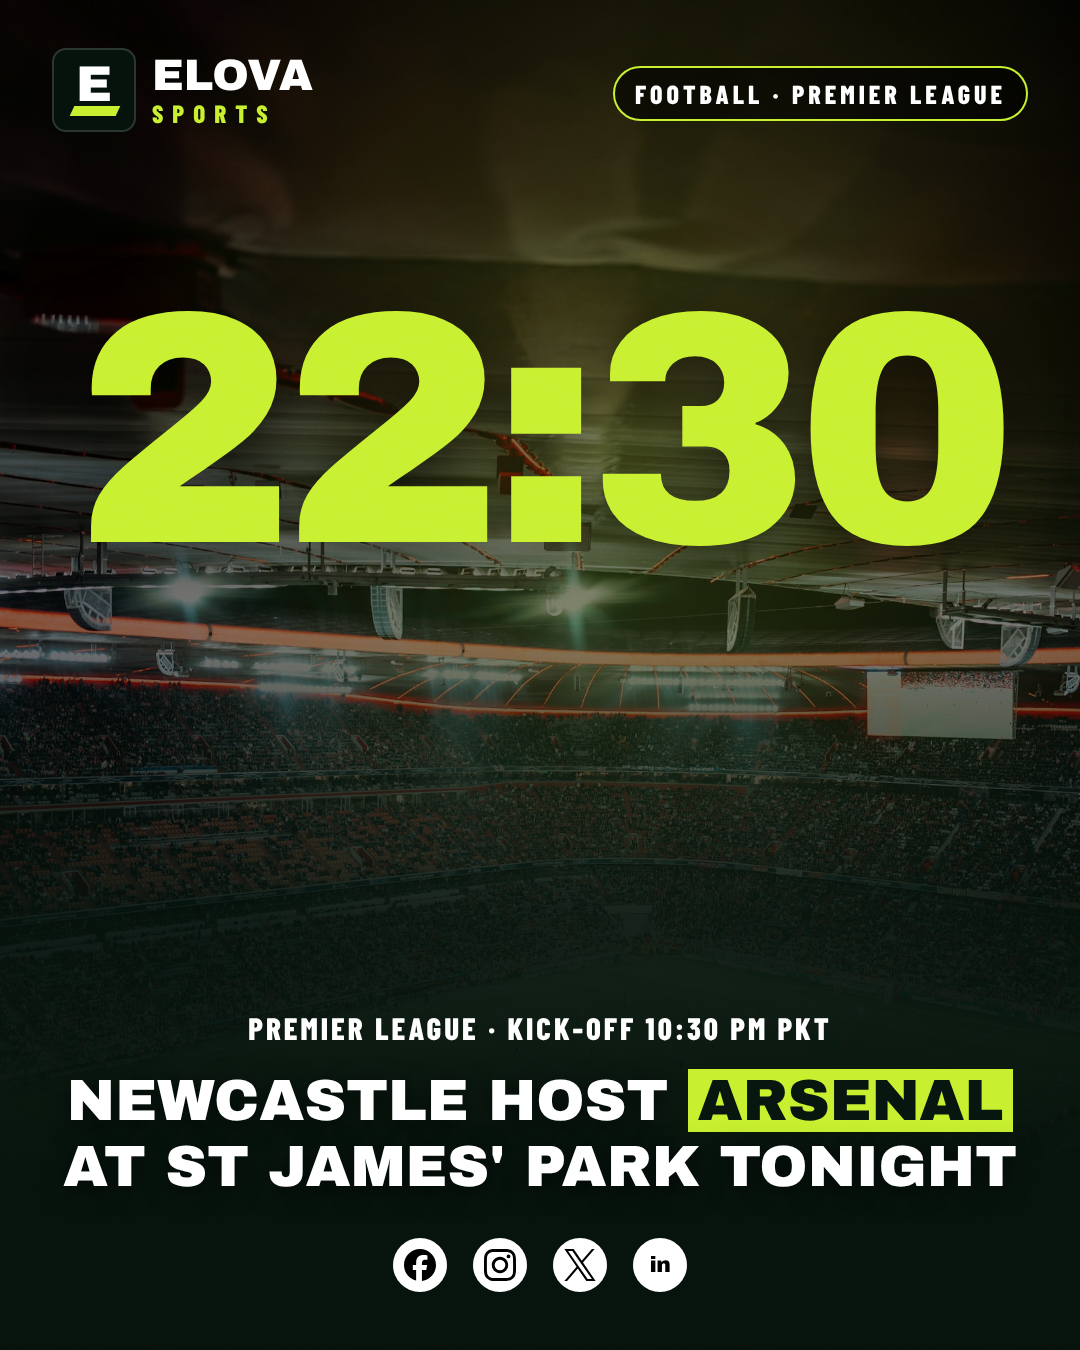 E
ELOVA
SPORTS
FOOTBALL · PREMIER LEAGUE
22:30
PREMIER LEAGUE · KICK-OFF 10:30 PM PKT
NEWCASTLE HOST ARSENAL
AT ST JAMES' PARK TONIGHT
in